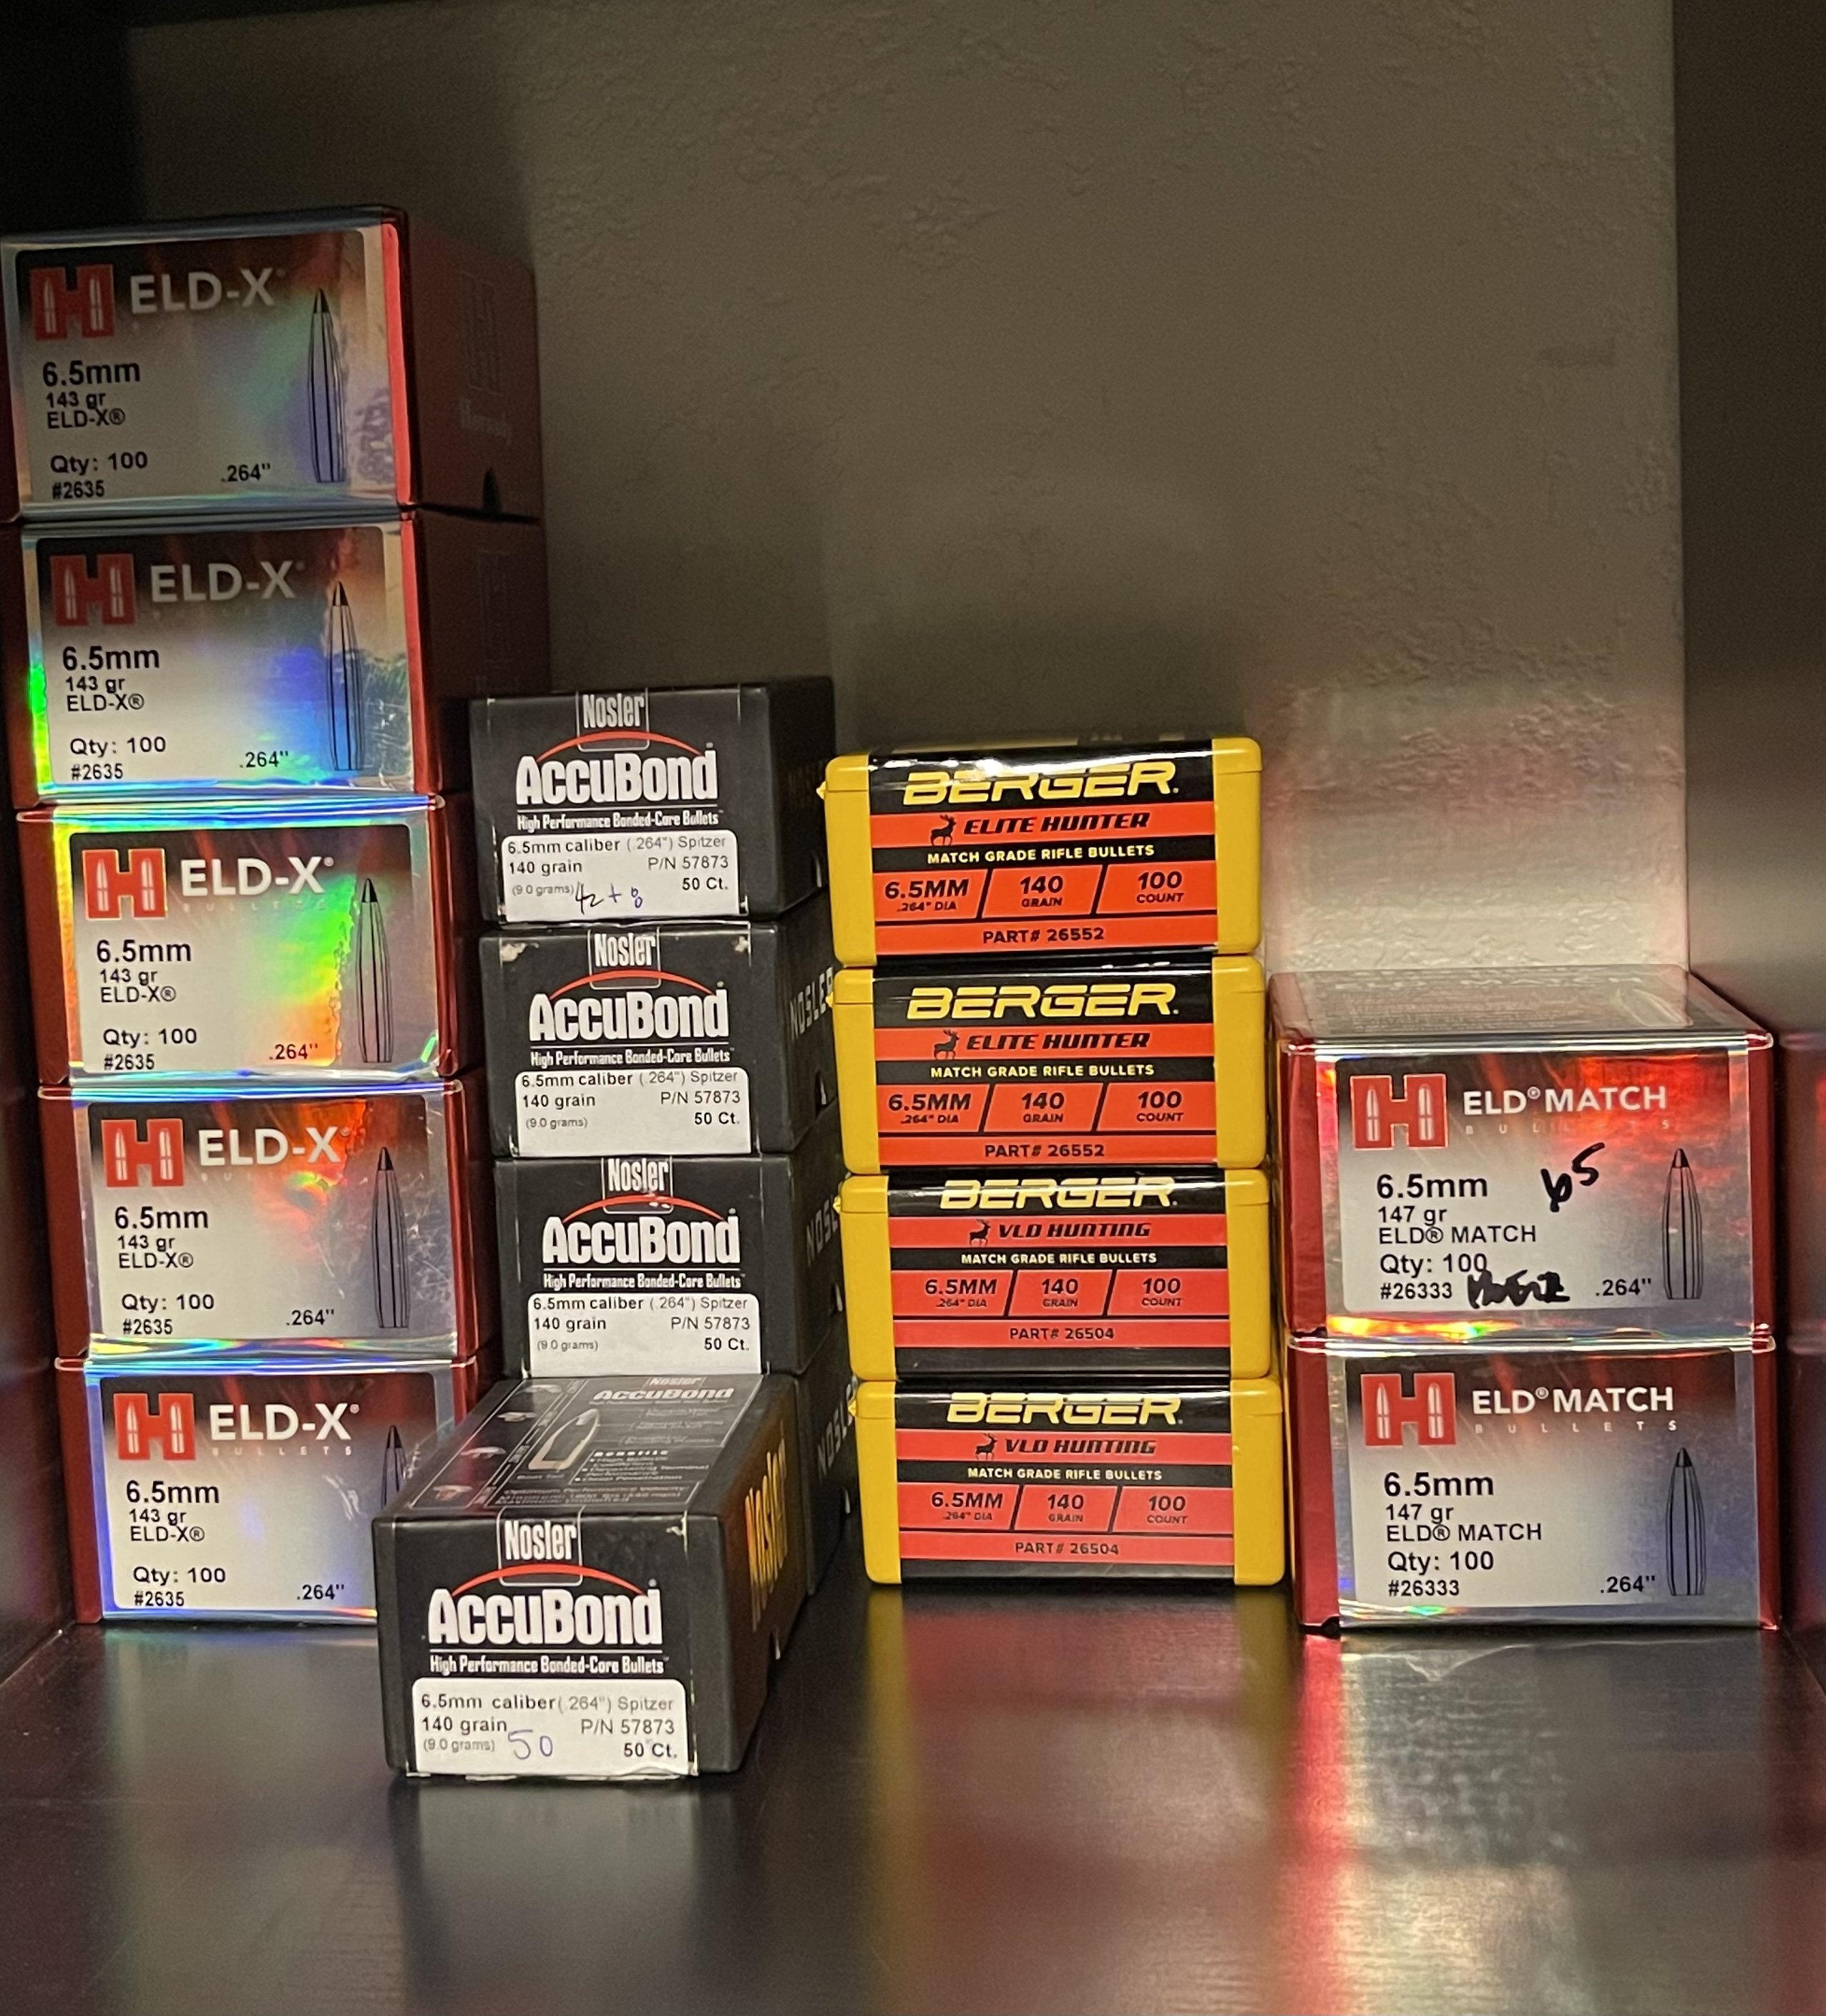 H ELD-X®
6.5mm
143 gr
ELD-X®
Qty: 100
#2635 .264"
H ELD-X®
6.5mm
143 gr
ELD-X®
Qty: 100
#2635 .264"
H ELD-X®
BULLETS
6.5mm
143 gr
ELD-X®
Qty: 100
#2635 .264"
H ELD-X®
BULLETS
6.5mm
143 gr
ELD-X®
Qty: 100
#2635 .264"
H ELD-X®
BULLETS
6.5mm
143 gr
ELD-X®
Qty: 100
#2635 .264"
H
Hornady
Nosler
AccuBond
High Performance Bonded-Core Bullets™
6.5mm caliber (.264") Spitzer
140 grain P/N 57873
(9.0 grams) 42 + 8 50 Ct.
Nosler
AccuBond
High Performance Bonded-Core Bullets™
6.5mm caliber (.264") Spitzer
140 grain P/N 57873
(9.0 grams) 50 Ct.
NOSLER
Nosler
AccuBond
High Performance Bonded-Core Bullets™
6.5mm caliber (.264") Spitzer
140 grain P/N 57873
(9.0 grams) 50 Ct.
Nosler
AccuBond
Nosler
Nosler
AccuBond
High Performance Bonded-Core Bullets™
6.5mm caliber (.264") Spitzer
140 grain P/N 57873
(9.0 grams) 50 50 Ct.
BERGER.
ELITE HUNTER
MATCH GRADE RIFLE BULLETS
6.5MM 140 100
.264" DIA GRAIN COUNT
PART# 26552
BERGER.
ELITE HUNTER
MATCH GRADE RIFLE BULLETS
6.5MM 140 100
.264" DIA GRAIN COUNT
PART# 26552
BERGER.
VLD HUNTING
MATCH GRADE RIFLE BULLETS
6.5MM 140 100
.264" DIA GRAIN COUNT
PART# 26504
BERGER.
VLD HUNTING
MATCH GRADE RIFLE BULLETS
6.5MM 140 100
.264" DIA GRAIN COUNT
PART# 26504
H ELD® MATCH
BULLETS
6.5mm 65
147 gr
ELD® MATCH
Qty: 100
#26333 .264"
H ELD® MATCH
BULLETS
6.5mm
147 gr
ELD® MATCH
Qty: 100
#26333 .264"